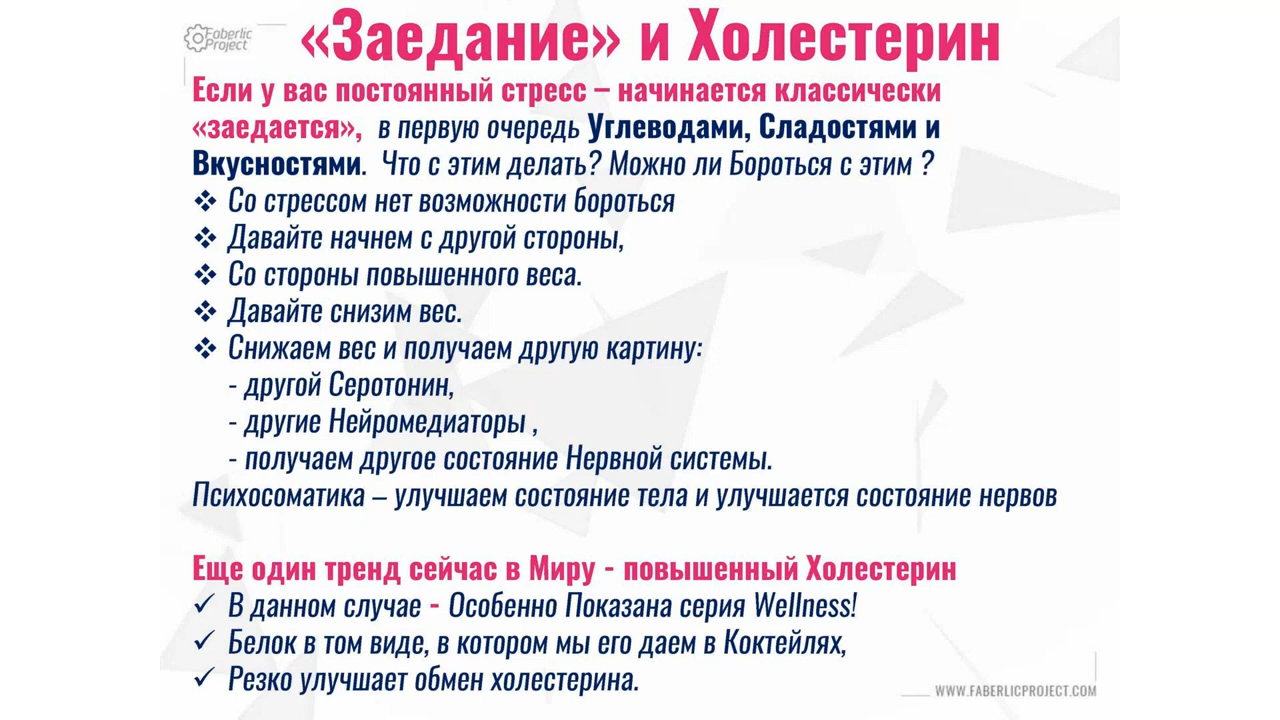 Faberlic
Project
«Заедание» и Холестерин
Если у вас постоянный стресс – начинается классически
«заедается», в первую очередь Углеводами, Сладостями и
Вкусностями. Что с этим делать? Можно ли Бороться с этим ?
❖ Со стрессом нет возможности бороться
❖ Давайте начнем с другой стороны,
❖ Со стороны повышенного веса.
❖ Давайте снизим вес.
❖ Снижаем вес и получаем другую картину:
- другой Серотонин,
- другие Нейромедиаторы ,
- получаем другое состояние Нервной системы.
Психосоматика – улучшаем состояние тела и улучшается состояние нервов
Еще один тренд сейчас в Миру - повышенный Холестерин
✓ В данном случае - Особенно Показана серия Wellness!
✓ Белок в том виде, в котором мы его даем в Коктейлях,
✓ Резко улучшает обмен холестерина.
WWW.FABERLICPROJECT.COM